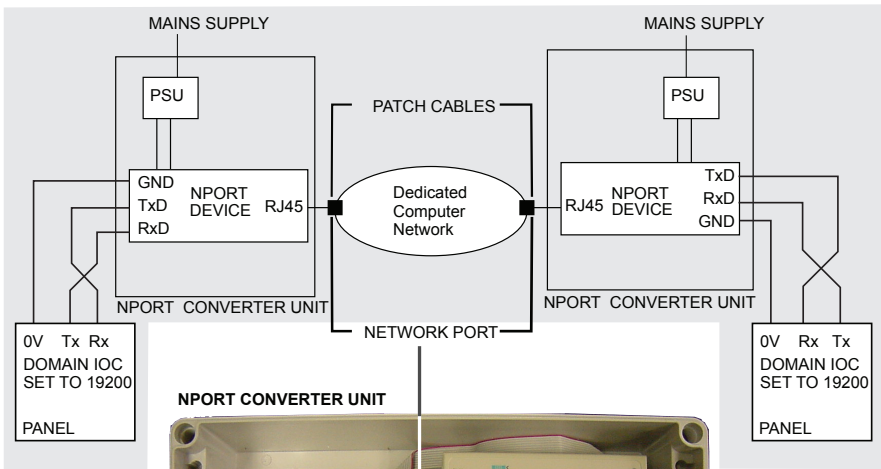 MAINS SUPPLY
MAINS SUPPLY
PSU
PSU
PATCH CABLES
GND
TxD
RxD
NPORT
DEVICE
RJ45
Dedicated
Computer
Network
RJ45
NPORT
DEVICE
TxD
RxD
GND
NPORT CONVERTER UNIT
NPORT CONVERTER UNIT
NETWORK PORT
0V Tx Rx
DOMAIN IOC
SET TO 19200
PANEL
0V Rx Tx
DOMAIN IOC
SET TO 19200
PANEL
NPORT CONVERTER UNIT